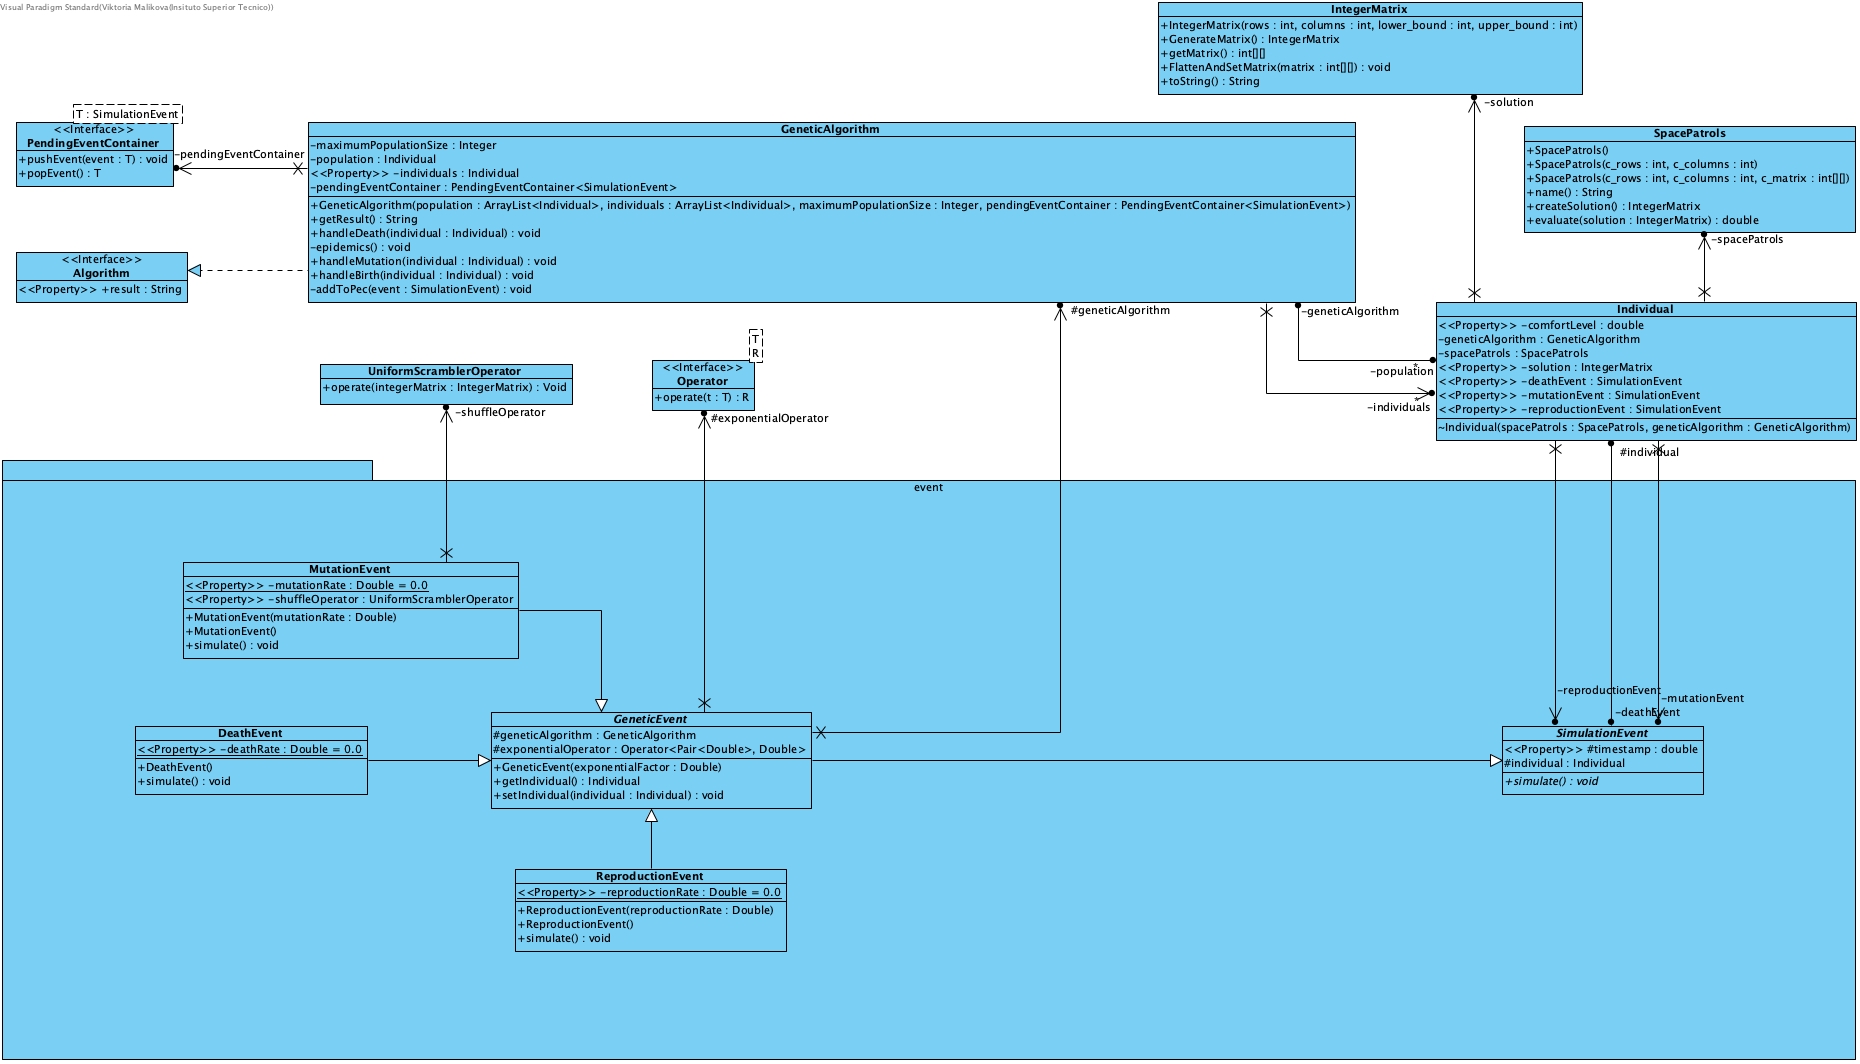 Visual Paradigm Standard(Viktoria Malikova(Insituto Superior Tecnico))
IntegerMatrix
+IntegerMatrix(rows : int, columns : int, lower_bound : int, upper_bound : int)
+GenerateMatrix() : IntegerMatrix
+getMatrix() : int[][]
+FlattenAndSetMatrix(matrix : int[][]) : void
+toString() : String
-solution
T : SimulationEvent
<<Interface>>
PendingEventContainer
+pushEvent(event : T) : void
+popEvent() : T
-pendingEventContainer
GeneticAlgorithm
-maximumPopulationSize : Integer
-population : Individual
<<Property>> -individuals : Individual
-pendingEventContainer : PendingEventContainer<SimulationEvent>
+GeneticAlgorithm(population : ArrayList<Individual>, individuals : ArrayList<Individual>, maximumPopulationSize : Integer, pendingEventContainer : PendingEventContainer<SimulationEvent>)
+getResult() : String
+handleDeath(individual : Individual) : void
-epidemics() : void
+handleMutation(individual : Individual) : void
+handleBirth(individual : Individual) : void
-addToPec(event : SimulationEvent) : void
SpacePatrols
+SpacePatrols()
+SpacePatrols(c_rows : int, c_columns : int)
+SpacePatrols(c_rows : int, c_columns : int, c_matrix : int[][])
+name() : String
+createSolution() : IntegerMatrix
+evaluate(solution : IntegerMatrix) : double
-spacePatrols
<<Interface>>
Algorithm
<<Property>> +result : String
#geneticAlgorithm
-geneticAlgorithm
*
-population
*
-individuals
Individual
<<Property>> -comfortLevel : double
-geneticAlgorithm : GeneticAlgorithm
-spacePatrols : SpacePatrols
<<Property>> -solution : IntegerMatrix
<<Property>> -deathEvent : SimulationEvent
<<Property>> -mutationEvent : SimulationEvent
<<Property>> -reproductionEvent : SimulationEvent
~Individual(spacePatrols : SpacePatrols, geneticAlgorithm : GeneticAlgorithm)
#individual
UniformScramblerOperator
+operate(integerMatrix : IntegerMatrix) : Void
-shuffleOperator
T
R
<<Interface>>
Operator
+operate(t : T) : R
#exponentialOperator
event
MutationEvent
<<Property>> -mutationRate : Double = 0.0
<<Property>> -shuffleOperator : UniformScramblerOperator
+MutationEvent(mutationRate : Double)
+MutationEvent()
+simulate() : void
-reproductionEvent
-mutationEvent
-deathEvent
DeathEvent
<<Property>> -deathRate : Double = 0.0
+DeathEvent()
+simulate() : void
GeneticEvent
#geneticAlgorithm : GeneticAlgorithm
#exponentialOperator : Operator<Pair<Double>, Double>
+GeneticEvent(exponentialFactor : Double)
+getIndividual() : Individual
+setIndividual(individual : Individual) : void
SimulationEvent
<<Property>> #timestamp : double
#individual : Individual
+simulate() : void
ReproductionEvent
<<Property>> -reproductionRate : Double = 0.0
+ReproductionEvent(reproductionRate : Double)
+ReproductionEvent()
+simulate() : void